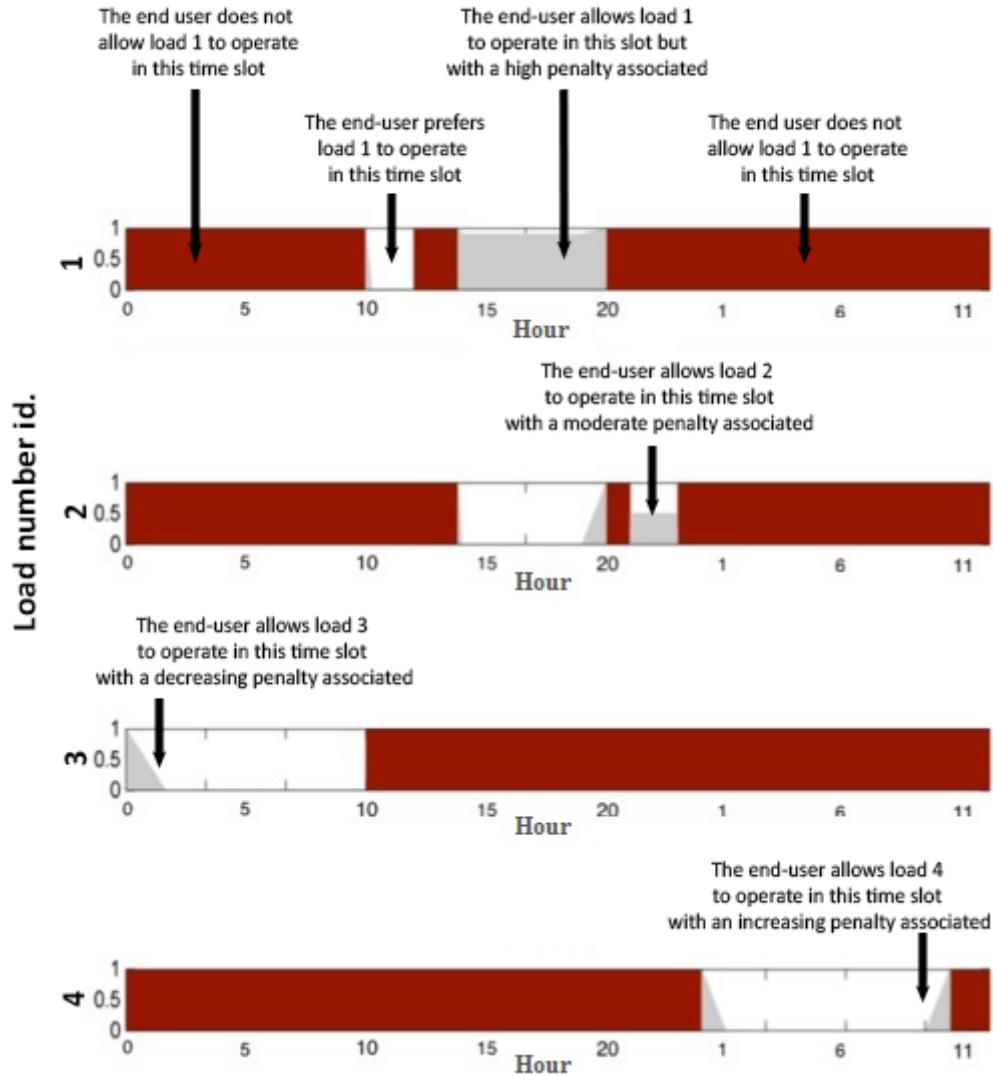 The end user does not
allow load 1 to operate
in this time slot
The end-user allows load 1
to operate in this slot but
with a high penalty associated
The end-user prefers
load 1 to operate
in this time slot
The end user does not
allow load 1 to operate
in this time slot
1
1
0.5
0
0 5 10 15 20 1 6 11
Hour
The end-user allows load 2
to operate in this time slot
with a moderate penalty associated
Load number id.
2
1
0.5
0
0 5 10 15 20 1 6 11
Hour
The end-user allows load 3
to operate in this time slot
with a decreasing penalty associated
3
1
0.5
0
0 5 10 15 20 1 6 11
Hour
The end-user allows load 4
to operate in this time slot
with an increasing penalty associated
4
1
0.5
0
0 5 10 15 20 1 6 11
Hour